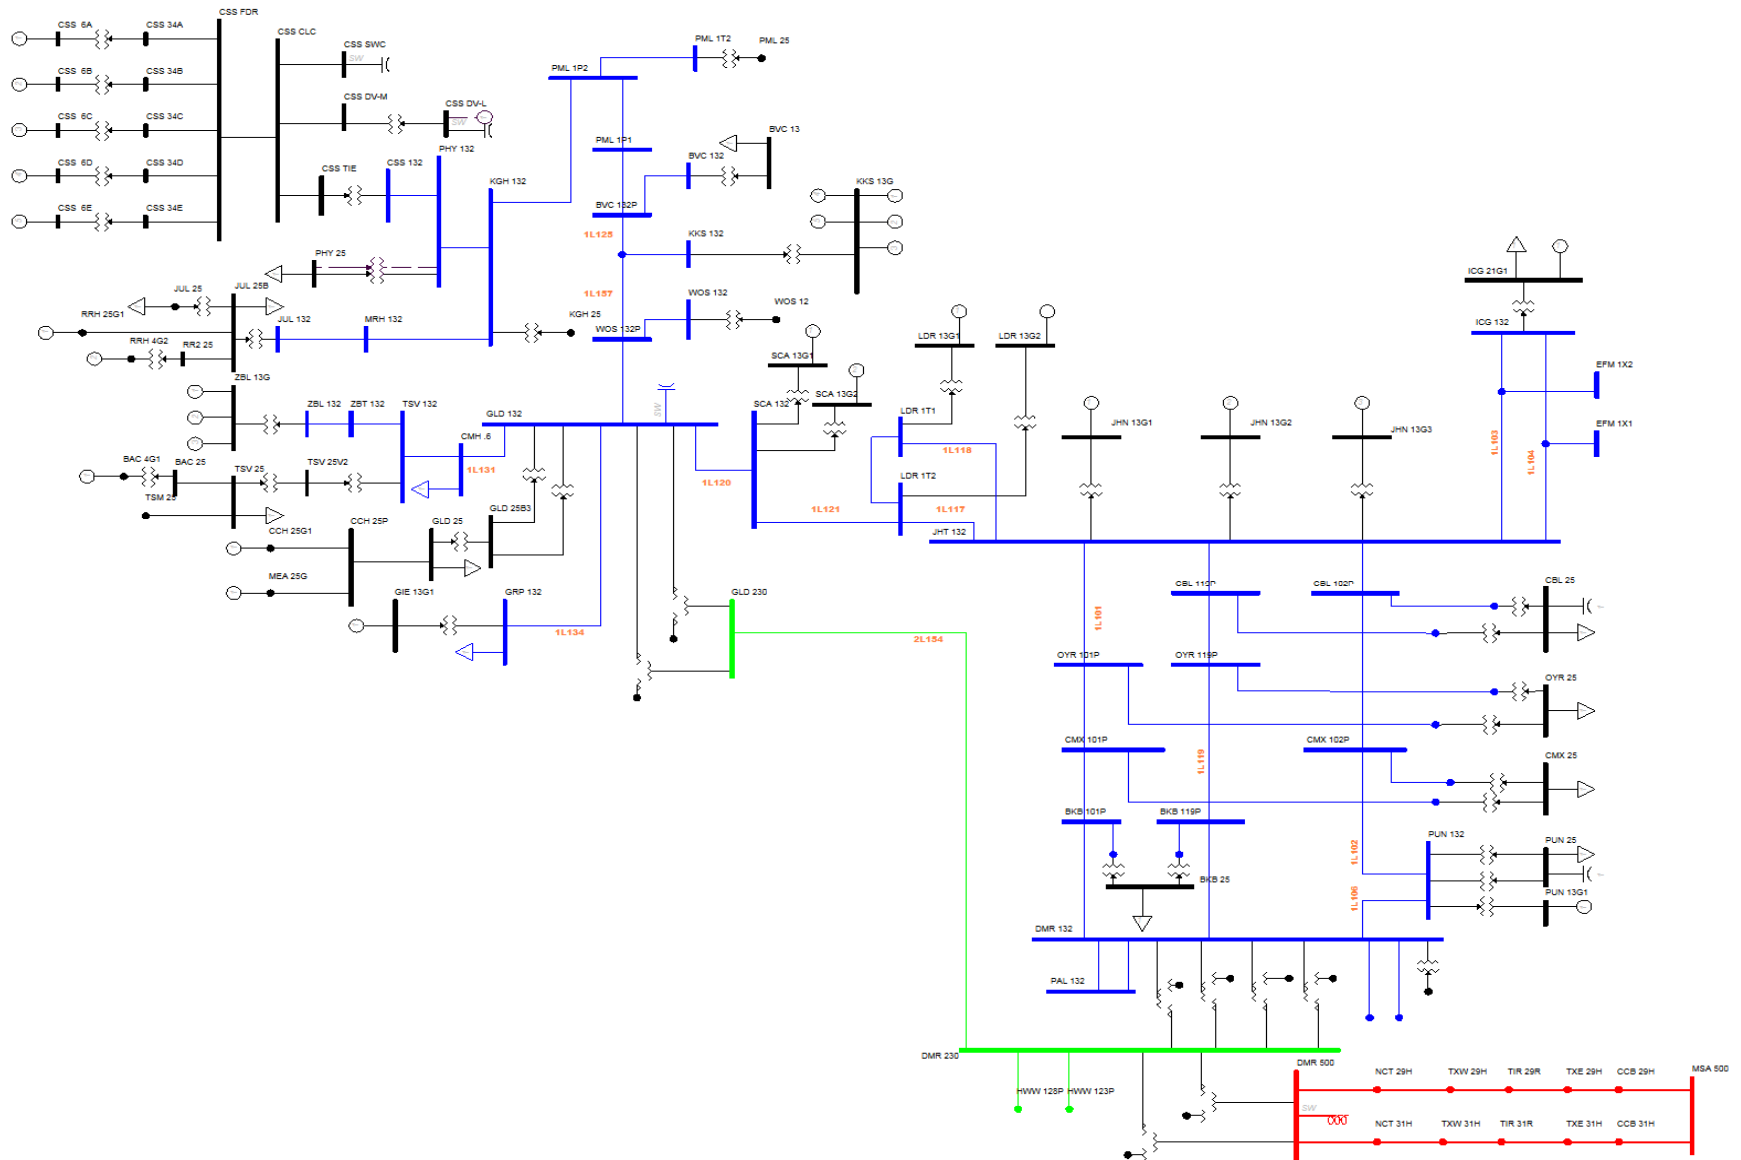 CSS FDR
CSS 6A
CSS 34A
CSS CLC
CSS SWC
SW
PML 1T2
PML 25
CSS 6B
CSS 34B
PML 1P2
CSS DV-M
CSS DV-L
SW
CSS 6C
CSS 34C
BVC 13
PML 1P1
PHY 132
CSS 6D
CSS 34D
CSS TIE
CSS 132
BVC 132
KGH 132
KKS 13G
CSS 6E
CSS 34E
BVC 132P
1L125
KKS 132
PHY 25
ICG 21G1
JUL 25
JUL 25B
1L157
WOS 132
WOS 12
RRH 25G1
JUL 132
MRH 132
KGH 25
WOS 132P
ICG 132
LDR 13G1
LDR 13G2
RRH 4G2
RR2 25
SCA 13G1
EFM 1X2
ZBL 13G
SCA 13G2
ZBL 132
ZBT 132
TSV 132
GLD 132
SW
SCA 132
LDR 1T1
JHN 13G1
JHN 13G2
JHN 13G3
EFM 1X1
CMH .6
1L131
1L118
1L103
1L104
BAC 4G1
BAC 25
TSV 25
TSV 25V2
1L120
LDR 1T2
TSM 25
GLD 25B3
1L121
1L117
CCH 25G1
CCH 25P
GLD 25
JHT 132
MEA 25G
GIE 13G1
GRP 132
GLD 230
CBL 119P
CBL 102P
CBL 25
1L134
2L154
1L101
OYR 101P
OYR 119P
OYR 25
CMX 101P
CMX 102P
CMX 25
1L119
BKB 101P
BKB 119P
PUN 132
PUN 25
1L102
BKB 25
1L106
PUN 13G1
DMR 132
PAL 132
DMR 230
DMR 500
NCT 29H
TXW 29H
TIR 29R
TXE 29H
CCB 29H
MSA 500
HWW 128P
HWW 123P
SW
NCT 31H
TXW 31H
TIR 31R
TXE 31H
CCB 31H